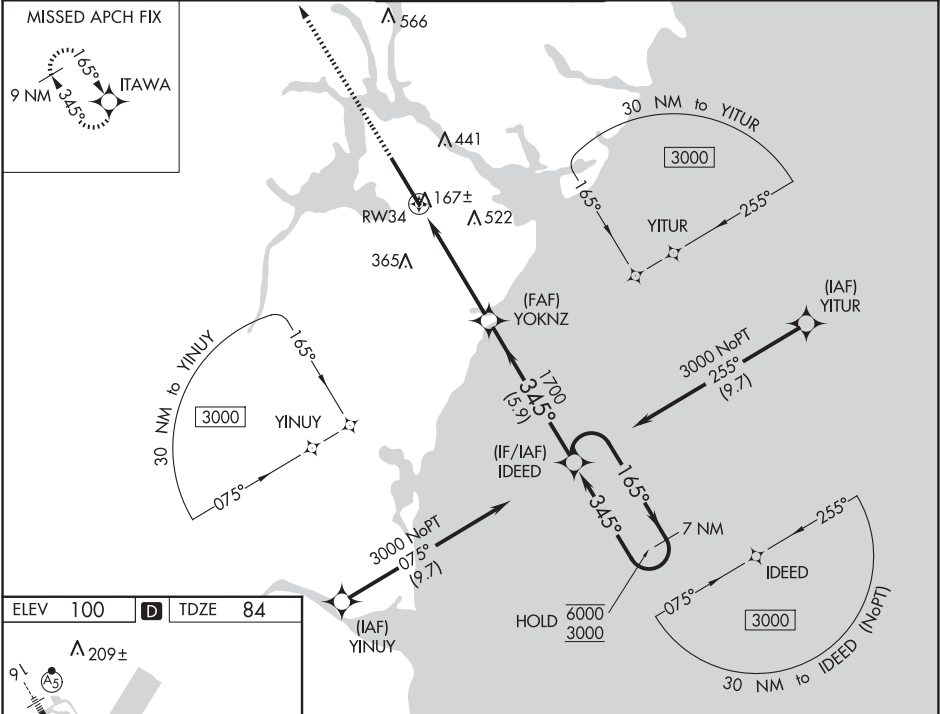 MISSED APCH FIX
165°
ITAWA
9 NM
345°
566
441
167±
RW34
522
365
30 NM to YITUR
3000
165°
255°
YITUR
(FAF)
YOKNZ
(IAF)
YITUR
3000 NoPT
255°
(9.7)
30 NM to YINUY
165°
3000
YINUY
075°
1700
345°
(5.9)
(IF/IAF)
IDEED
165°
345°
7 NM
3000 NoPT
075°
(9.7)
(IAF)
YINUY
HOLD 6000
3000
255°
IDEED
075°
3000
30 NM to IDEED (NoPT)
ELEV 100 D TDZE 84
209±
16
A5